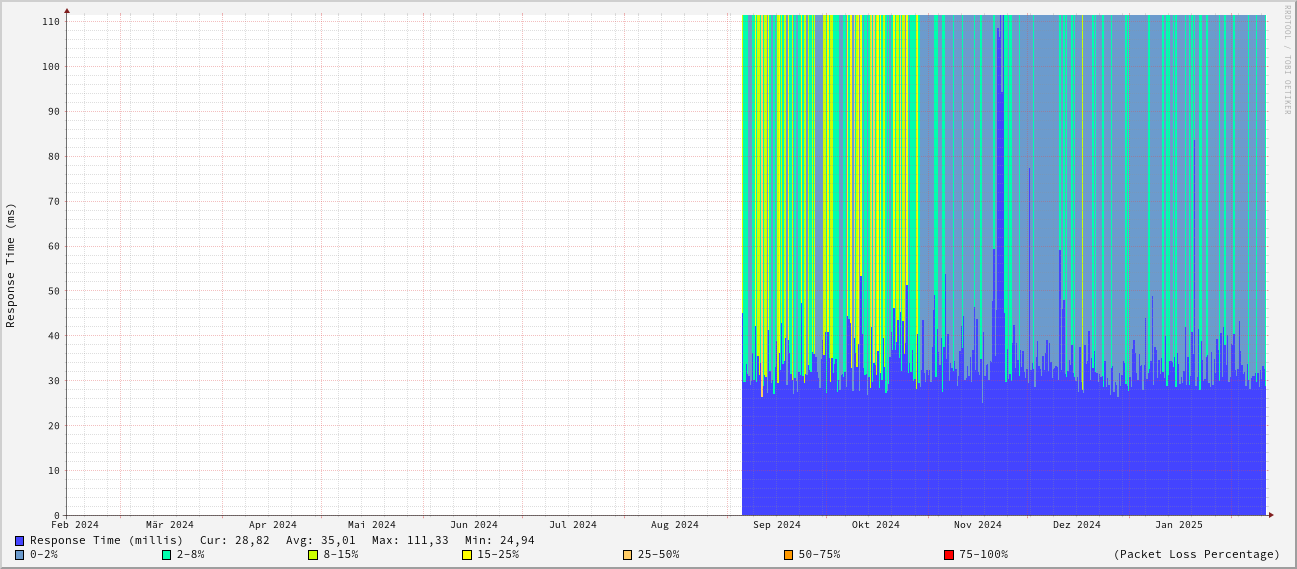 RRDTOOL / TOBI OETIKER
Response Time (ms)
110
100
90
80
70
60
50
40
30
20
10
0
Feb 2024 Mär 2024 Apr 2024 Mai 2024 Jun 2024 Jul 2024 Aug 2024 Sep 2024 Okt 2024 Nov 2024 Dez 2024 Jan 2025
Response Time (millis) Cur: 28,82 Avg: 35,01 Max: 111,33 Min: 24,94
0-2% 2-8% 8-15% 15-25% 25-50% 50-75% 75-100% (Packet Loss Percentage)